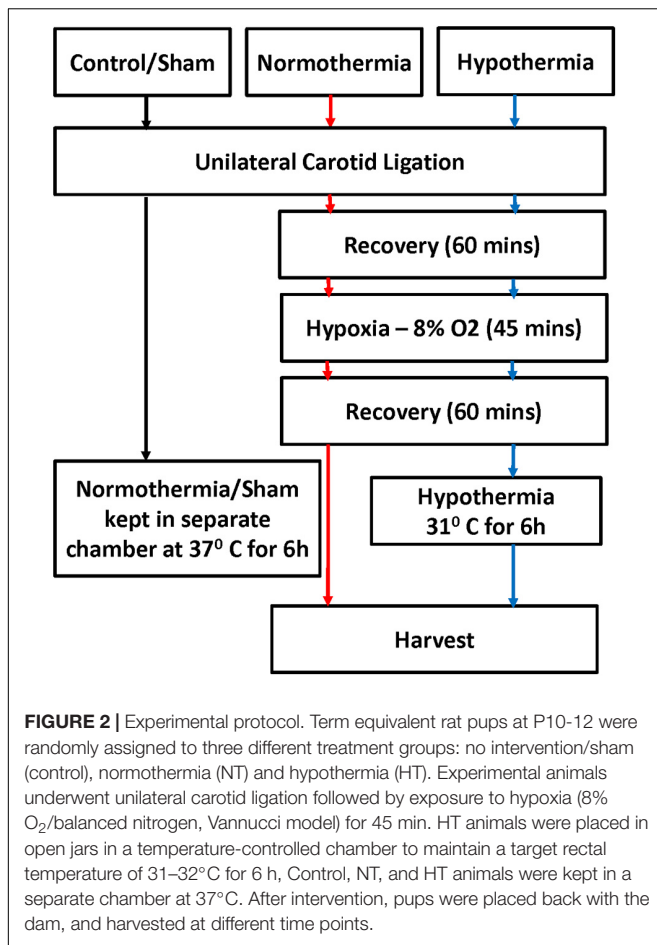 Control/Sham
Normothermia
Hypothermia
Unilateral Carotid Ligation
Recovery (60 mins)
Hypoxia – 8% O2 (45 mins)
Recovery (60 mins)
Normothermia/Sham
kept in separate
chamber at 37⁰ C for 6h
Hypothermia
31⁰ C for 6h
Harvest
FIGURE 2 | Experimental protocol. Term equivalent rat pups at P10-12 were
randomly assigned to three different treatment groups: no intervention/sham
(control), normothermia (NT) and hypothermia (HT). Experimental animals
underwent unilateral carotid ligation followed by exposure to hypoxia (8%
O₂/balanced nitrogen, Vannucci model) for 45 min. HT animals were placed in
open jars in a temperature-controlled chamber to maintain a target rectal
temperature of 31–32°C for 6 h, Control, NT, and HT animals were kept in a
separate chamber at 37°C. After intervention, pups were placed back with the
dam, and harvested at different time points.